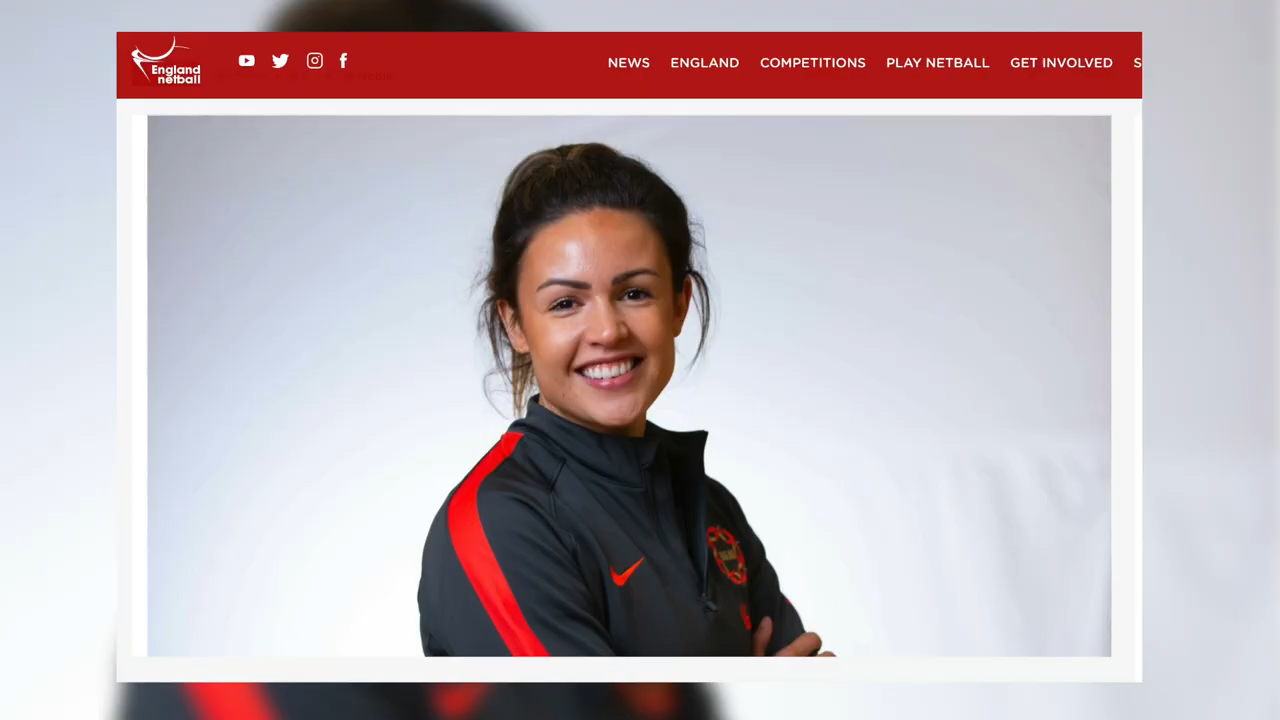 England
netball
NEWS ENGLAND COMPETITIONS PLAY NETBALL GET INVOLVED S